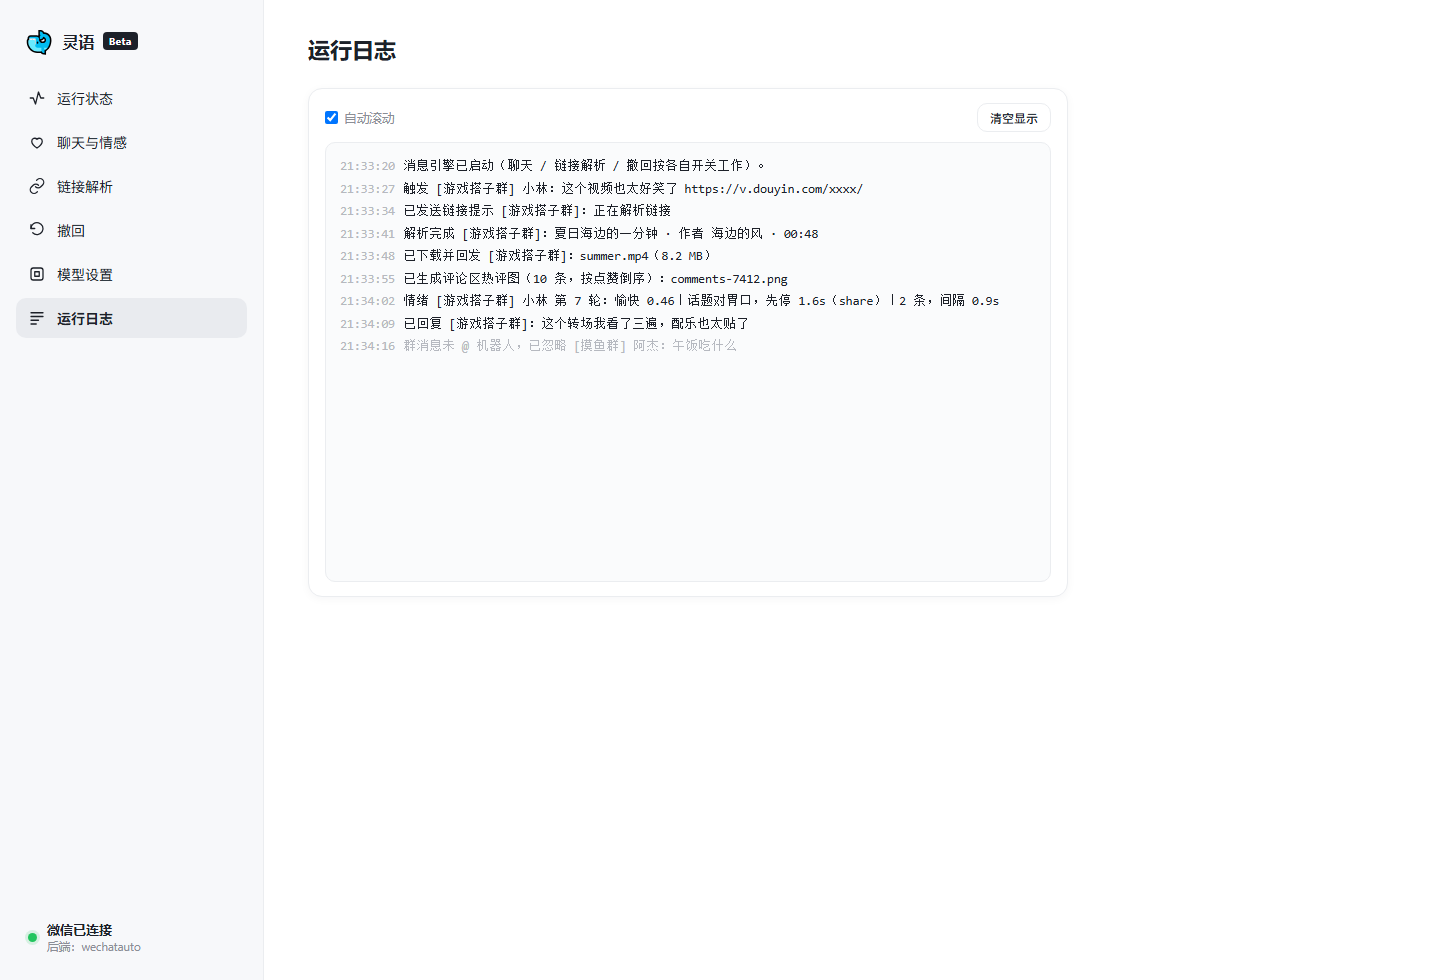 灵语 Beta
运行状态
聊天与情感
链接解析
撤回
模型设置
运行日志
微信已连接
后端：wechatauto
运行日志
自动滚动
清空显示
21:33:20 消息引擎已启动（聊天 / 链接解析 / 撤回按各自开关工作）。
21:33:27 触发 [游戏搭子群] 小林：这个视频也太好笑了 https://v.douyin.com/xxxx/
21:33:34 已发送链接提示 [游戏搭子群]：正在解析链接
21:33:41 解析完成 [游戏搭子群]：夏日海边的一分钟 · 作者 海边的风 · 00:48
21:33:48 已下载并回发 [游戏搭子群]：summer.mp4（8.2 MB）
21:33:55 已生成评论区热评图（10 条，按点赞倒序）：comments-7412.png
21:34:02 情绪 [游戏搭子群] 小林 第 7 轮：愉快 0.46｜话题对胃口，先停 1.6s（share）｜2 条，间隔 0.9s
21:34:09 已回复 [游戏搭子群]：这个转场我看了三遍，配乐也太贴了
21:34:16 群消息未 @ 机器人，已忽略 [摸鱼群] 阿杰：午饭吃什么